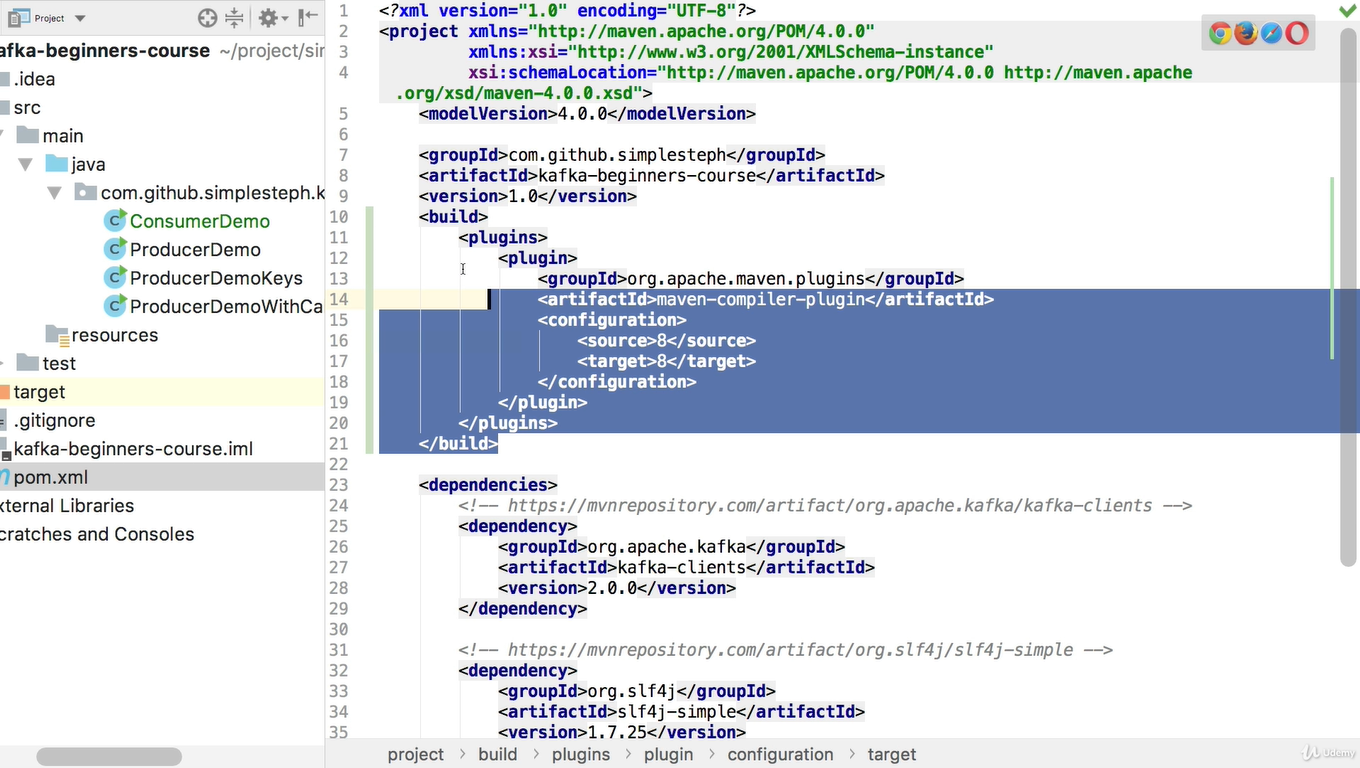 Project
afka-beginners-course ~/project/sir
.idea
src
main
java
com.github.simplesteph.k
ConsumerDemo
ProducerDemo
ProducerDemoKeys
ProducerDemoWithCa
resources
test
target
.gitignore
kafka-beginners-course.iml
pom.xml
xternal Libraries
cratches and Consoles
1 <?xml version="1.0" encoding="UTF-8"?>
2 <project xmlns="http://maven.apache.org/POM/4.0.0"
3 xmlns:xsi="http://www.w3.org/2001/XMLSchema-instance"
4 xsi:schemaLocation="http://maven.apache.org/POM/4.0.0 http://maven.apache
.org/xsd/maven-4.0.0.xsd">
5 <modelVersion>4.0.0</modelVersion>
6
7 <groupId>com.github.simplesteph</groupId>
8 <artifactId>kafka-beginners-course</artifactId>
9 <version>1.0</version>
10 <build>
11 <plugins>
12 <plugin>
13 <groupId>org.apache.maven.plugins</groupId>
14 <artifactId>maven-compiler-plugin</artifactId>
15 <configuration>
16 <source>8</source>
17 <target>8</target>
18 </configuration>
19 </plugin>
20 </plugins>
21 </build>
22
23 <dependencies>
24 <!-- https://mvnrepository.com/artifact/org.apache.kafka/kafka-clients -->
25 <dependency>
26 <groupId>org.apache.kafka</groupId>
27 <artifactId>kafka-clients</artifactId>
28 <version>2.0.0</version>
29 </dependency>
30
31 <!-- https://mvnrepository.com/artifact/org.slf4j/slf4j-simple -->
32 <dependency>
33 <groupId>org.slf4j</groupId>
34 <artifactId>slf4j-simple</artifactId>
35 <version>1.7.25</version>
project > build > plugins > plugin > configuration > target
Udemy